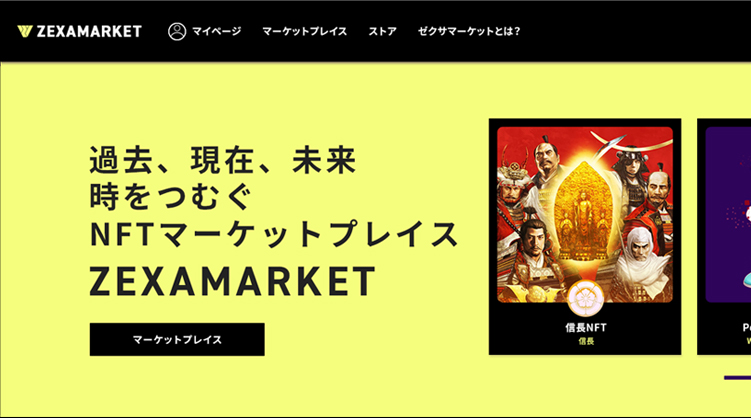 ZEXAMARKET
マイページ
マーケットプレイス
ストア
ゼクサマーケットとは？
過去、現在、未来
時をつむぐ
NFTマーケットプレイス
ZEXAMARKET
マーケットプレイス
信長NFT
信長